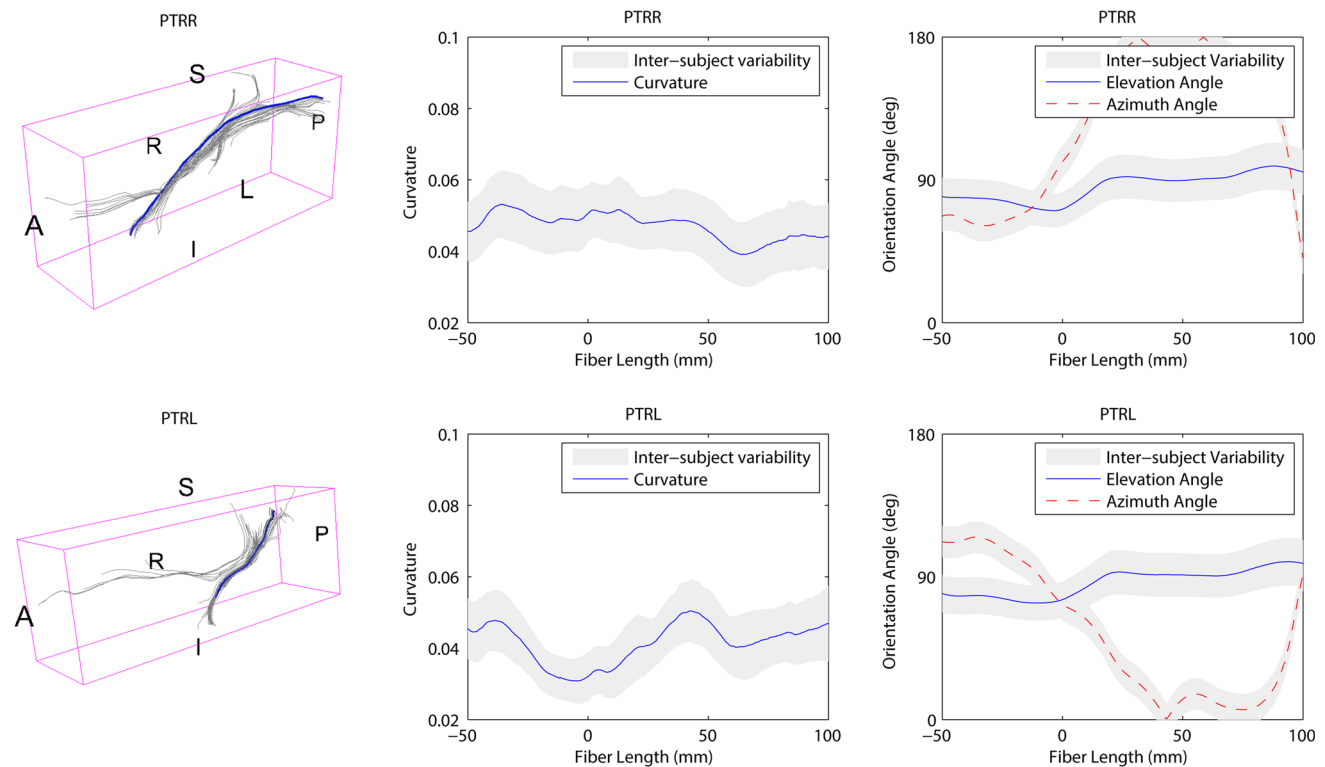 PTRR
S
R
P
L
A
I
PTRR
0.1
0.08
0.06
0.04
0.02
Curvature
Inter−subject variability
Curvature
−50
0
50
100
Fiber Length (mm)
PTRR
180
90
0
Orientation Angle (deg)
Inter−subject Variability
Elevation Angle
Azimuth Angle
−50
0
50
100
Fiber Length (mm)
PTRL
S
P
R
A
I
PTRL
0.1
0.08
0.06
0.04
0.02
Curvature
Inter−subject variability
Curvature
−50
0
50
100
Fiber Length (mm)
PTRL
180
90
0
Orientation Angle (deg)
Inter−subject Variability
Elevation Angle
Azimuth Angle
−50
0
50
100
Fiber Length (mm)